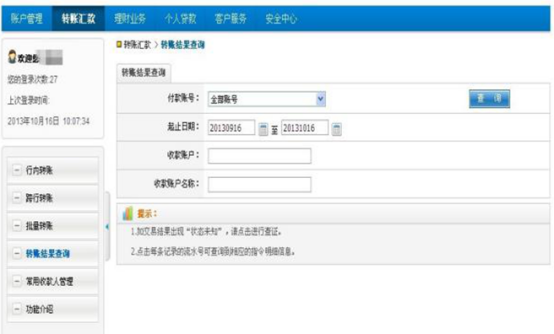 账户管理 转账汇款 理财业务 个人贷款 客户服务 安全中心
欢迎您
您的登录次数:27
上次登录时间:
2013年10月16日 10:07:34
行内转账
跨行转账
批量转账
转账结果查询
常用收款人管理
功能介绍
转账汇款 > 转账结果查询
转账结果查询
付款账号： 全部账号 查 询
起止日期： 20130916 至 20131016
收款账户：
收款账户名称：
提示：
1.如交易结果出现“状态未知”，请点击进行查证。
2.点击每条记录的流水号可查询到相应的指令明细信息。